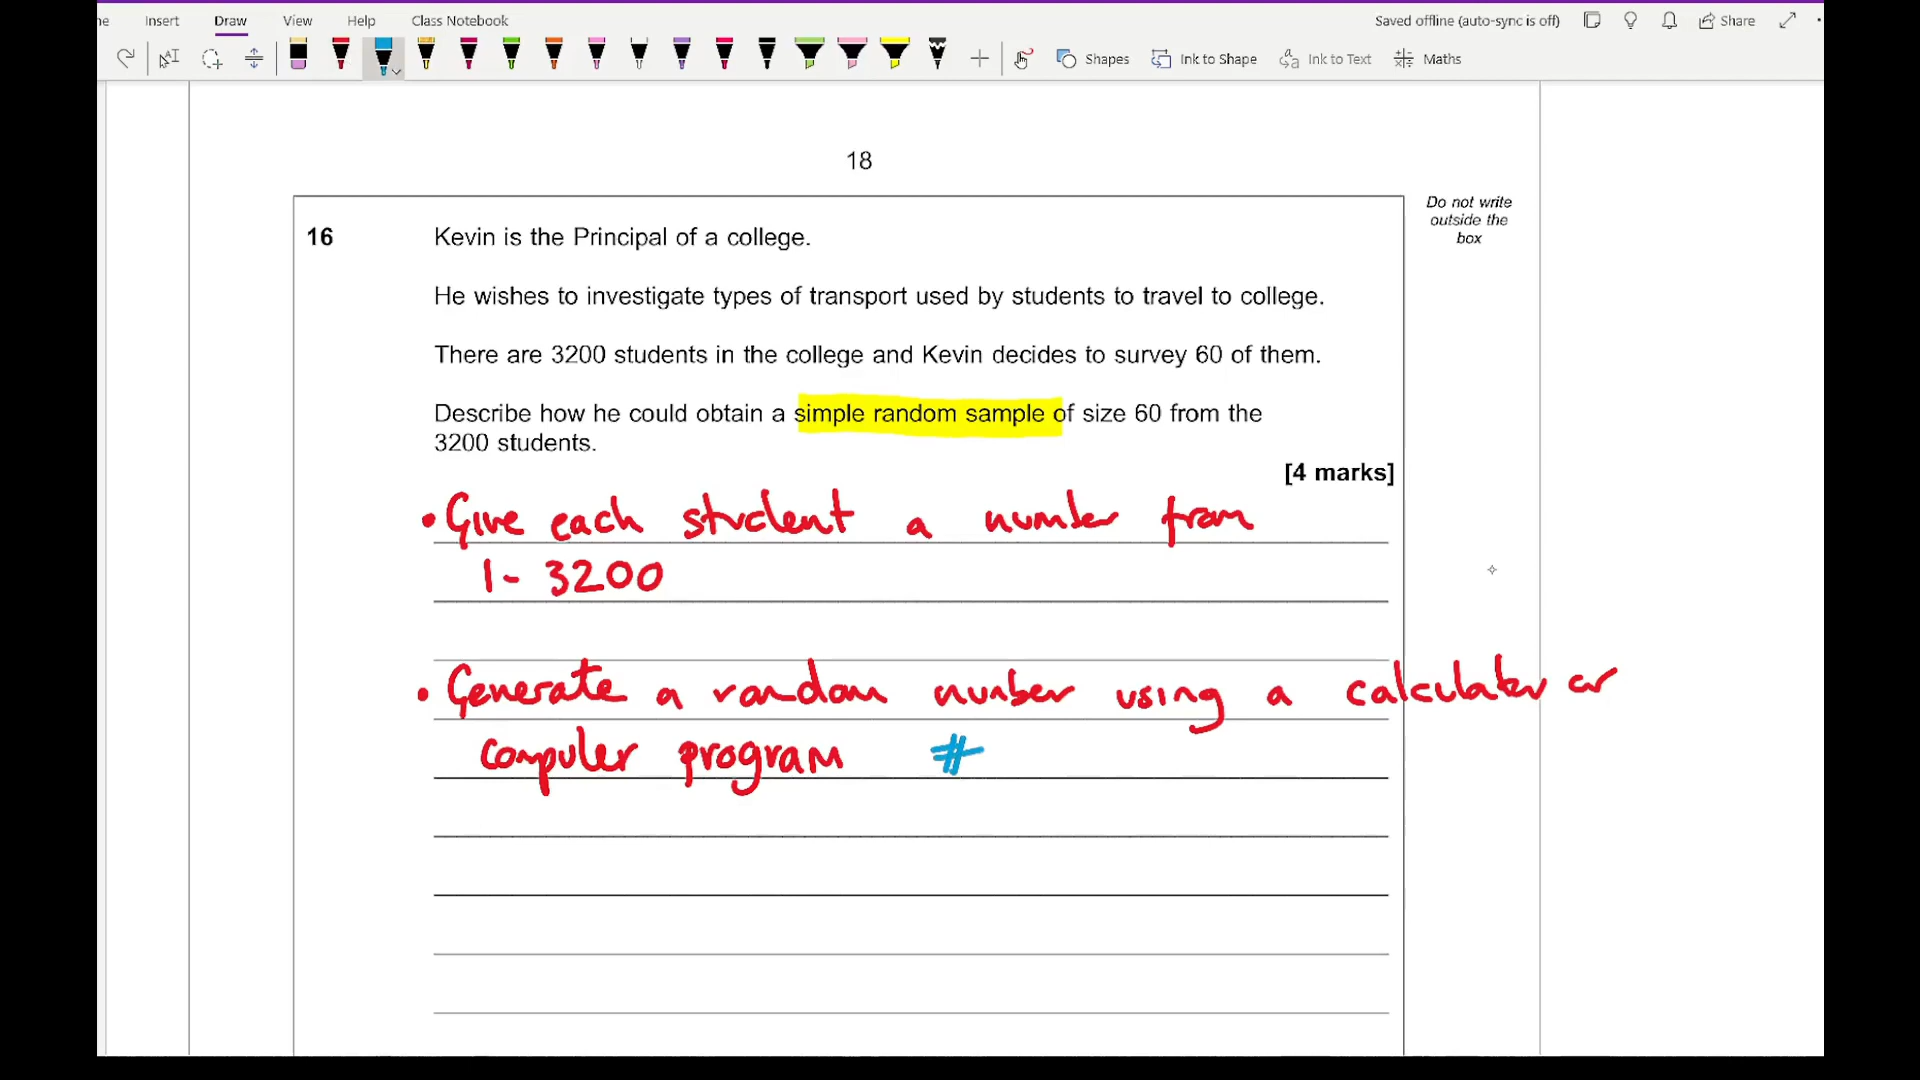 Insert Draw View Help Class Notebook Saved offline (auto-sync is off) Share
Shapes Ink to Shape Ink to Text Maths
18
Do not write
outside the
box
16 Kevin is the Principal of a college.
He wishes to investigate types of transport used by students to travel to college.
There are 3200 students in the college and Kevin decides to survey 60 of them.
Describe how he could obtain a simple random sample of size 60 from the
3200 students.
[4 marks]
• Give each student a number from
1 - 3200
• Generate a random number using a calculator or
computer program #